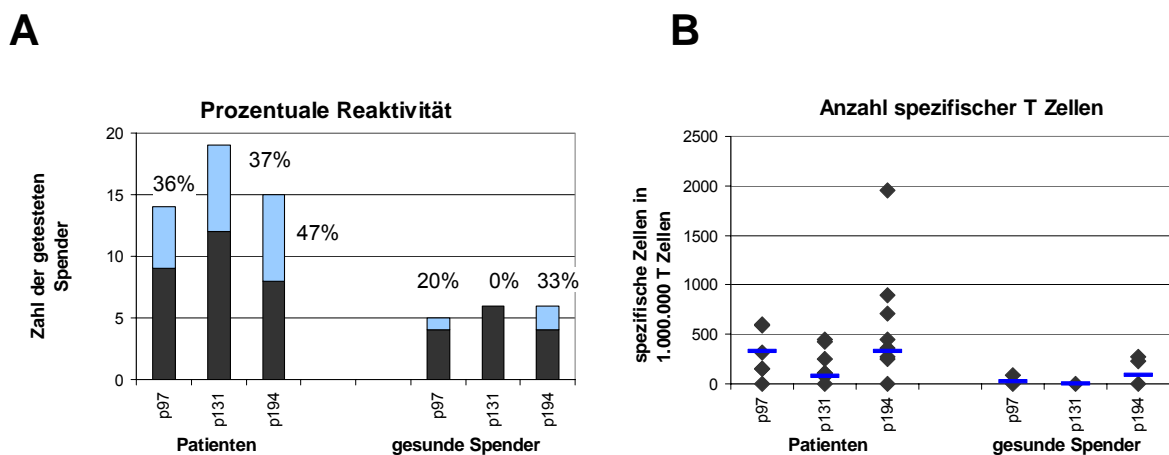 A
B
Prozentuale Reaktivität
Zahl der getesteten
Spender
20
15
10
5
0
36%
37%
47%
20%
0%
33%
p97
p131
p194
p97
p131
p194
Patienten
gesunde Spender
Anzahl spezifischer T Zellen
spezifische Zellen in
1.000.000 T Zellen
2500
2000
1500
1000
500
0
p97
p131
p194
p97
p131
p194
Patienten
gesunde Spender